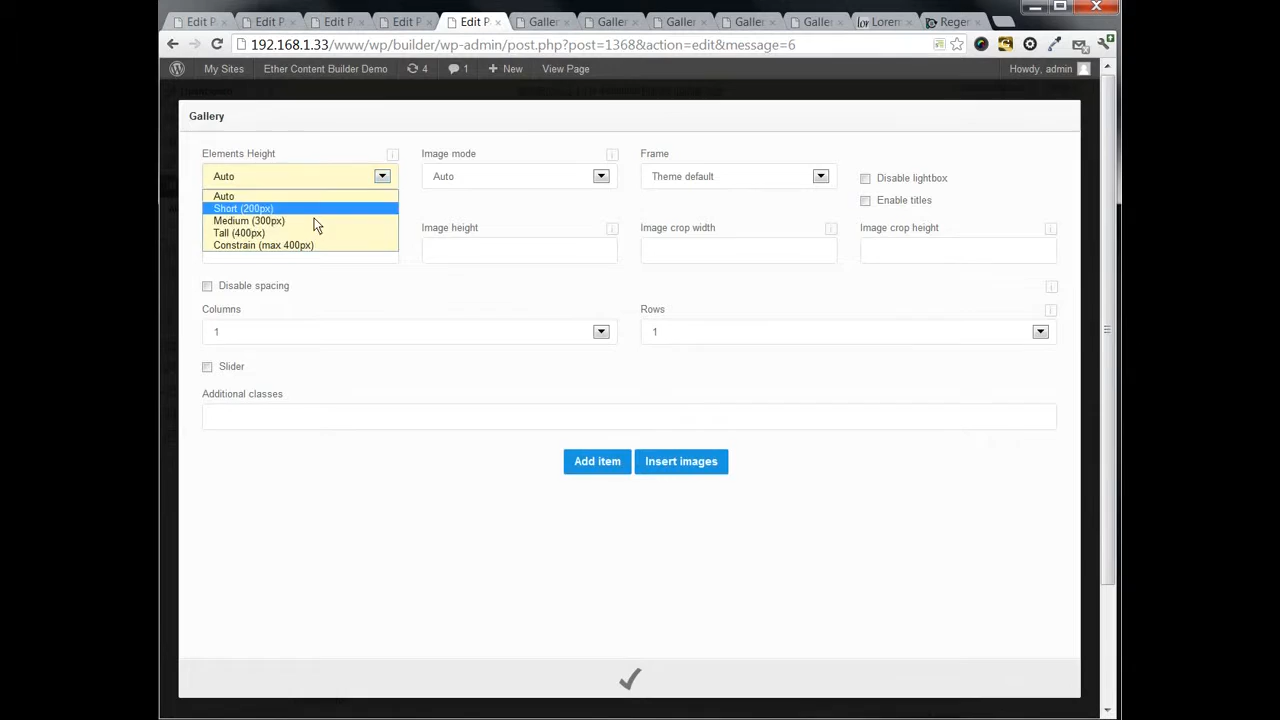 Edit P
Edit P
Edit P
Edit P
Edit P
Galler
Galler
Galler
Galler
Galler
Lorem
Reger
192.168.1.33/www/wp/builder/wp-admin/post.php?post=1368&action=edit&message=6
My Sites
Ether Content Builder Demo
4
1
New
View Page
Howdy, admin
Gallery
Elements Height
Image mode
Frame
Auto
Auto
Theme default
Disable lightbox
Auto
Enable titles
Short (200px)
Medium (300px)
Image height
Image crop width
Image crop height
Tall (400px)
Constrain (max 400px)
Disable spacing
Columns
Rows
1
1
Slider
Additional classes
Add item
Insert images